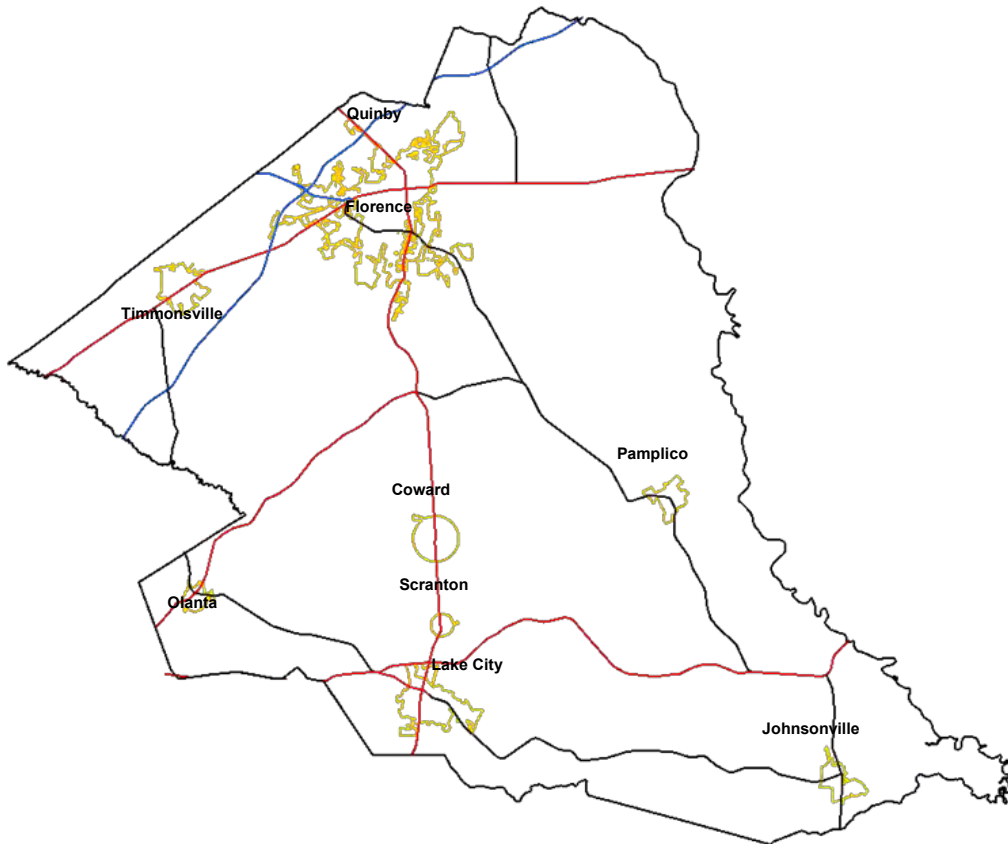 Quinby
Florence
Timmonsville
Pamplico
Coward
Scranton
Olanta
Lake City
Johnsonville